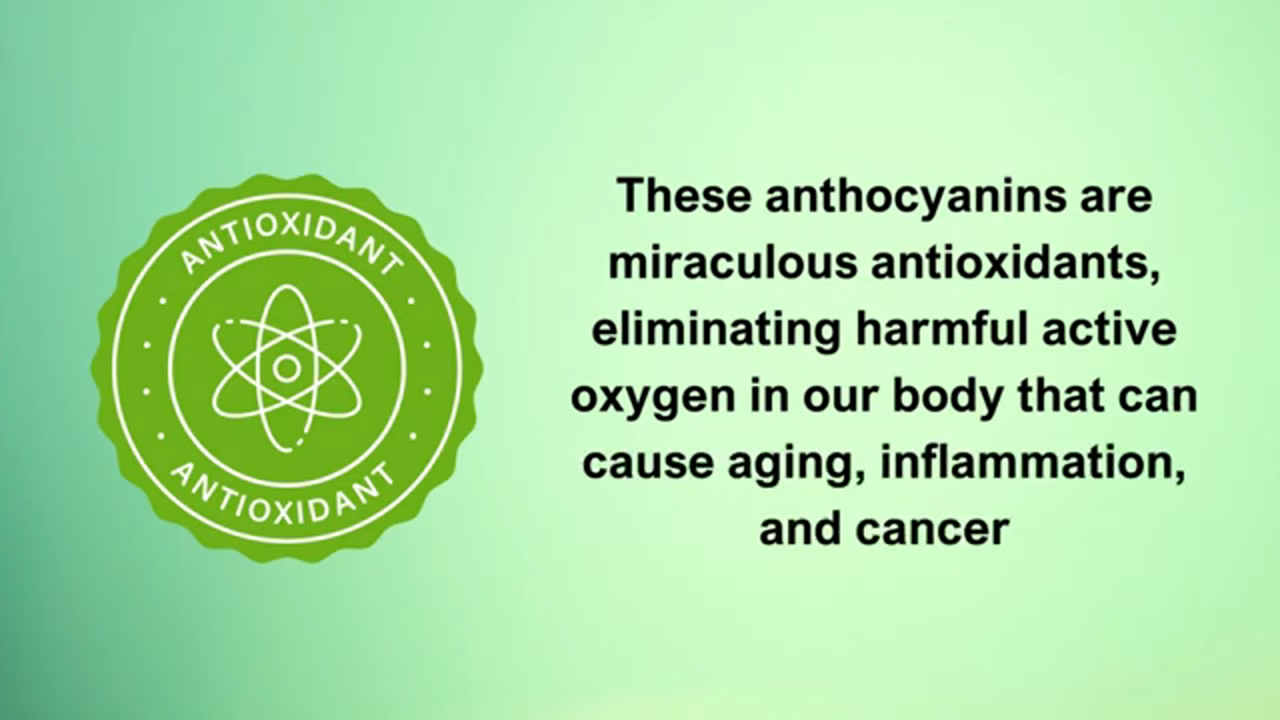 ANTIOXIDANT
ANTIOXIDANT
These anthocyanins are
miraculous antioxidants,
eliminating harmful active
oxygen in our body that can
cause aging, inflammation,
and cancer